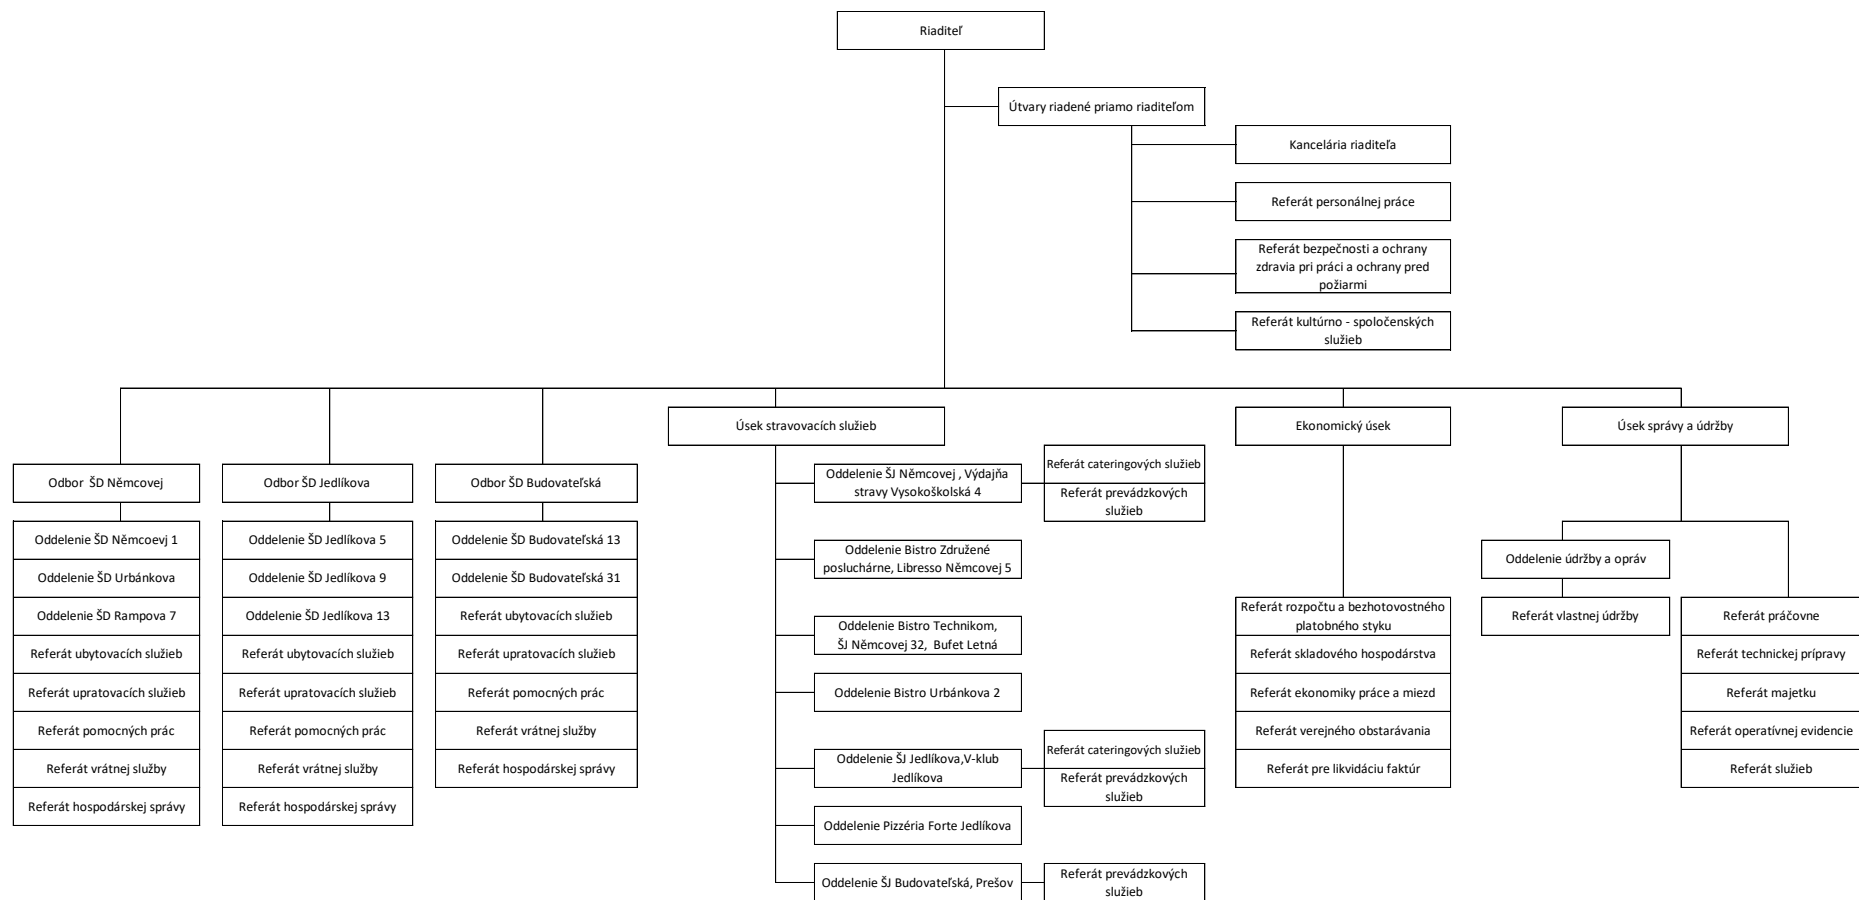 Riaditeľ
Útvary riadené priamo riaditeľom
Kancelária riaditeľa
Referát personálnej práce
Referát bezpečnosti a ochrany
zdravia pri práci a ochrany pred
požiarmi
Referát kultúrno - spoločenských
služieb
Úsek stravovacích služieb
Ekonomický úsek
Úsek správy a údržby
Odbor ŠD Němcovej
Oddelenie ŠD Němcoevj 1
Oddelenie ŠD Urbánkova
Oddelenie ŠD Rampova 7
Referát ubytovacích služieb
Referát upratovacích služieb
Referát pomocných prác
Referát vrátnej služby
Referát hospodárskej správy
Odbor ŠD Jedlíkova
Oddelenie ŠD Jedlíkova 5
Oddelenie ŠD Jedlíkova 9
Oddelenie ŠD Jedlíkova 13
Referát ubytovacích služieb
Referát upratovacích služieb
Referát pomocných prác
Referát vrátnej služby
Referát hospodárskej správy
Odbor ŠD Budovateľská
Oddelenie ŠD Budovateľská 13
Oddelenie ŠD Budovateľská 31
Referát ubytovacích služieb
Referát upratovacích služieb
Referát pomocných prác
Referát vrátnej služby
Referát hospodárskej správy
Oddelenie ŠJ Němcovej , Výdajňa
stravy Vysokoškolská 4
Referát cateringových služieb
Referát prevádzkových
služieb
Oddelenie Bistro Združené
posluchárne, Libresso Němcovej 5
Oddelenie Bistro Technikom,
ŠJ Němcovej 32, Bufet Letná
Oddelenie Bistro Urbánkova 2
Oddelenie ŠJ Jedlíkova,V-klub
Jedlíkova
Referát cateringových služieb
Referát prevádzkových
služieb
Oddelenie Pizzéria Forte Jedlíkova
Oddelenie ŠJ Budovateľská, Prešov
Referát prevádzkových
služieb
Referát rozpočtu a bezhotovostného
platobného styku
Referát skladového hospodárstva
Referát ekonomiky práce a miezd
Referát verejného obstarávania
Referát pre likvidáciu faktúr
Oddelenie údržby a opráv
Referát vlastnej údržby
Referát práčovne
Referát technickej prípravy
Referát majetku
Referát operatívnej evidencie
Referát služieb